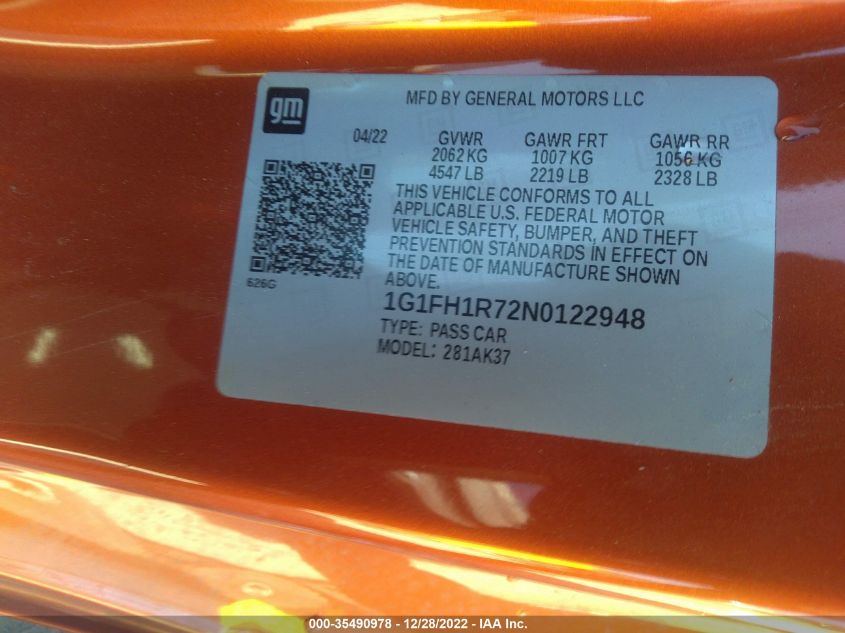 gm
MFD BY GENERAL MOTORS LLC
04/22 GVWR GAWR FRT GAWR RR
2062 KG 1007 KG 1056 KG
4547 LB 2219 LB 2328 LB
THIS VEHICLE CONFORMS TO ALL
APPLICABLE U.S. FEDERAL MOTOR
VEHICLE SAFETY, BUMPER, AND THEFT
PREVENTION STANDARDS IN EFFECT ON
THE DATE OF MANUFACTURE SHOWN
ABOVE.
626G
1G1FH1R72N0122948
TYPE: PASS CAR
MODEL: 281AK37
000-35490978 - 12/28/2022 - IAA Inc.